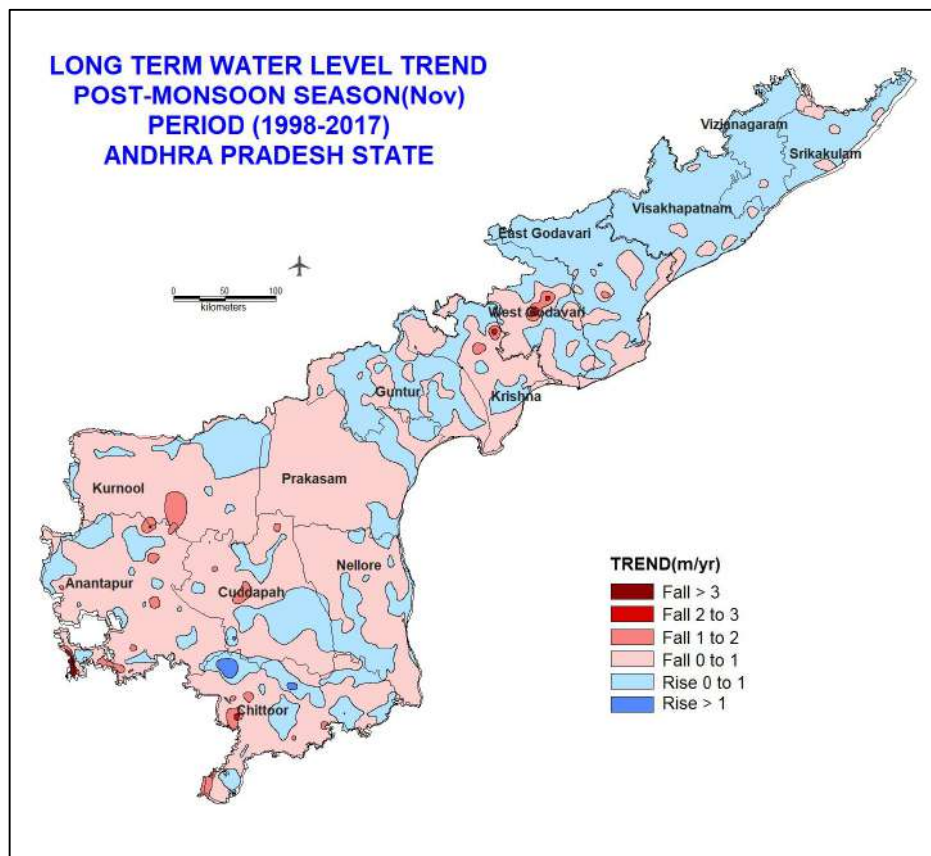 LONG TERM WATER LEVEL TREND
POST-MONSOON SEASON(Nov)
PERIOD (1998-2017)
ANDHRA PRADESH STATE
Vizianagaram
Srikakulam
Visakhapatnam
East Godavari
0 50 100
kilometers
West Godavari
Guntur
Krishna
Kurnool
Prakasam
Anantapur
Cuddapah
Nellore
Chittoor
TREND(m/yr)
Fall > 3
Fall 2 to 3
Fall 1 to 2
Fall 0 to 1
Rise 0 to 1
Rise > 1